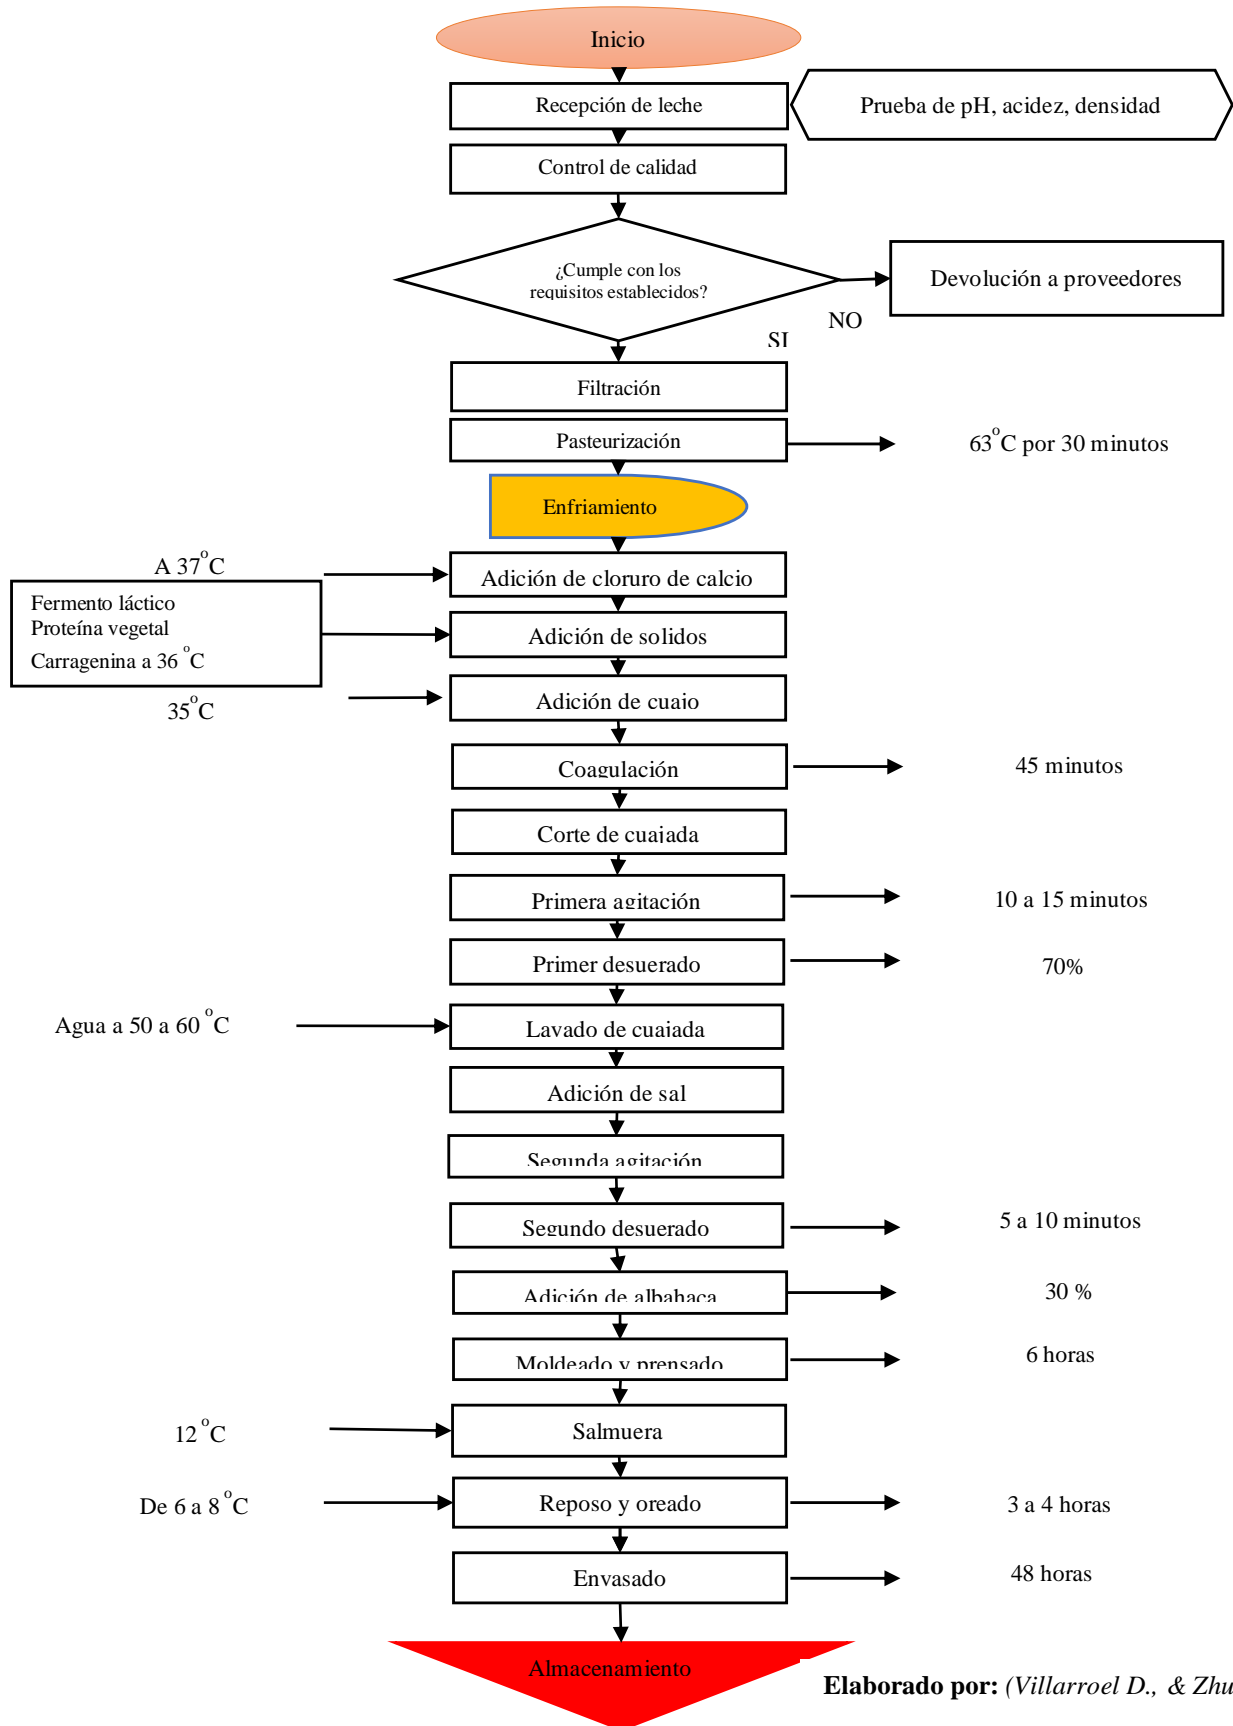 Inicio
Recepción de leche
Prueba de pH, acidez, densidad
Control de calidad
¿Cumple con los
requisitos establecidos?
Devolución a proveedores
NO
SI
Filtración
Pasteurización
63°C por 30 minutos
Enfriamiento
A 37°C
Adición de cloruro de calcio
Fermento láctico
Proteína vegetal
Carragenina a 36 °C
Adición de solidos
35°C
Adición de cuajo
Coagulación
45 minutos
Corte de cuajada
Primera agitación
10 a 15 minutos
Primer desuerado
70%
Agua a 50 a 60 °C
Lavado de cuajada
Adición de sal
Segunda agitación
Segundo desuerado
5 a 10 minutos
Adición de albahaca
30 %
Moldeado y prensado
6 horas
12 °C
Salmuera
De 6 a 8 °C
Reposo y oreado
3 a 4 horas
Envasado
48 horas
Almacenamiento
Elaborado por: (Villarroel D., & Zhu